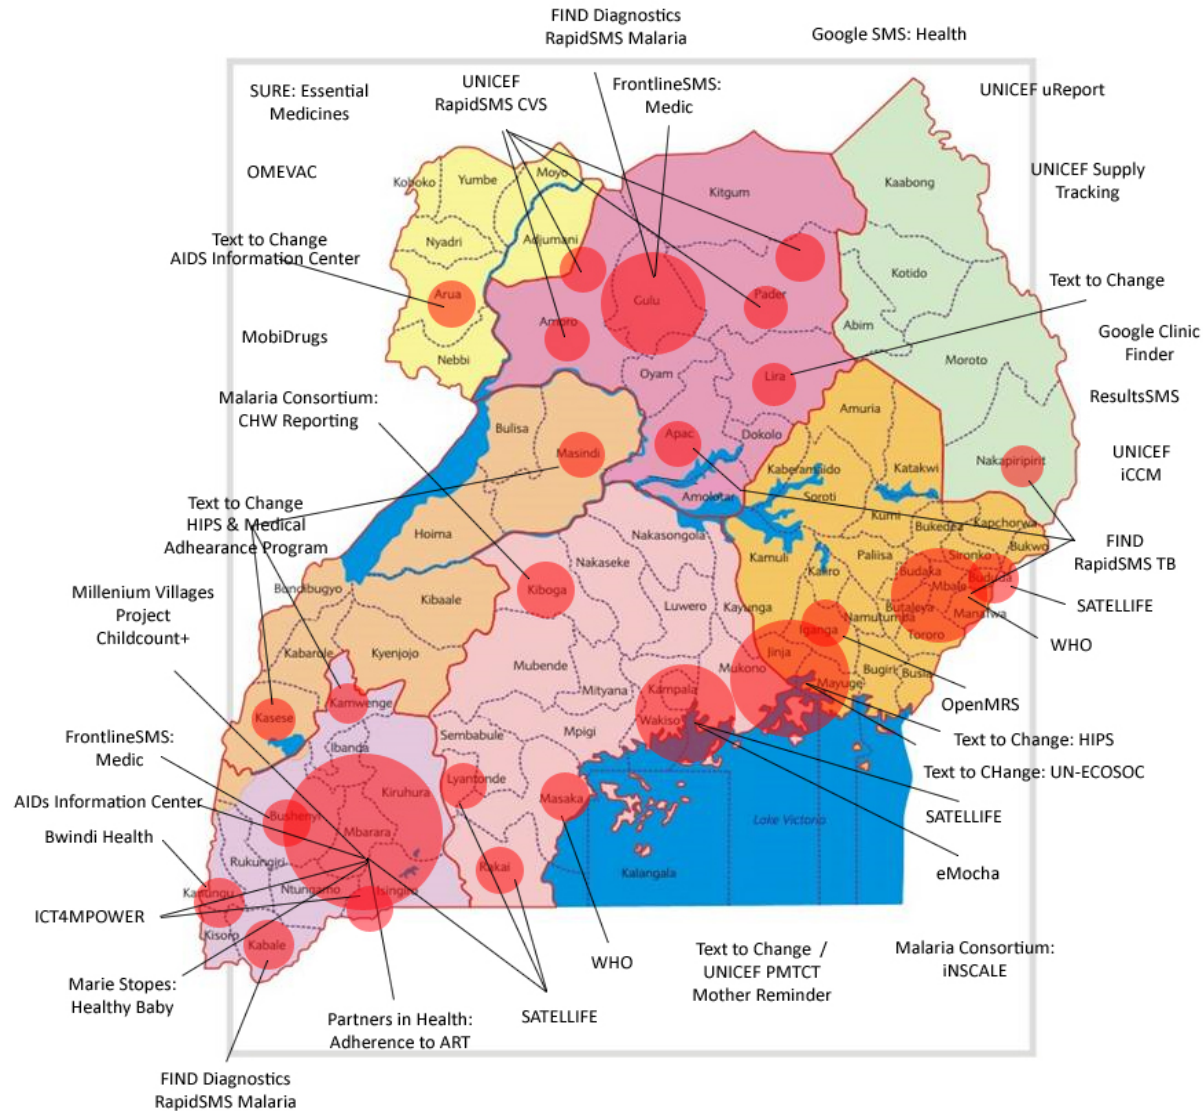 FIND Diagnostics
RapidSMS Malaria
Google SMS: Health
SURE: Essential
Medicines
UNICEF
RapidSMS CVS
FrontlineSMS:
Medic
UNICEF uReport
OMEVAC
UNICEF Supply
Tracking
Text to Change
AIDS Information Center
Text to Change
MobiDrugs
Google Clinic
Finder
Malaria Consortium:
CHW Reporting
ResultsSMS
UNICEF
iCCM
Text to Change
HIPS & Medical
Adhearance Program
FIND
RapidSMS TB
Millenium Villages
Project
Childcount+
SATELLIFE
WHO
OpenMRS
FrontlineSMS:
Medic
Text to Change: HIPS
Text to CHange: UN-ECOSOC
AIDs Information Center
SATELLIFE
Bwindi Health
eMocha
ICT4MPOWER
WHO
Text to Change /
UNICEF PMTCT
Mother Reminder
Malaria Consortium:
iNSCALE
Marie Stopes:
Healthy Baby
SATELLIFE
Partners in Health:
Adherence to ART
FIND Diagnostics
RapidSMS Malaria
Koboko
Yumbe
Moyo
Nyadri
Adjumani
Arua
Nebbi
Kitgum
Kaabong
Kotido
Abim
Moroto
Nakapiripirit
Amoro
Gulu
Pader
Oyam
Lira
Apac
Dokolo
Amolotar
Bulisa
Masindi
Hoima
Amuria
Kaberamaido
Katakwi
Soroti
Kumi
Bukedea
Kapchorwa
Bukwo
Sironko
Kamuli
Kaliro
Pallisa
Budaka
Mbale
Bududa
Butaleja
Manafwa
Namutumba
Tororo
Iganga
Jinja
Mayuge
Bugiri
Busia
Nakasongola
Nakaseke
Luwero
Kayunga
Kiboga
Mubende
Mityana
Mukono
Kampala
Wakiso
Mpigi
Sembabule
Lyantonde
Masaka
Rakai
Kalangala
Lake Victoria
Bundibugyo
Kibaale
Kabarole
Kyenjojo
Kamwenge
Kasese
Ibanda
Kiruhura
Bushenyi
Mbarara
Rukungiri
Ntungamo
Isingiro
Kanungu
Kisoro
Kabale